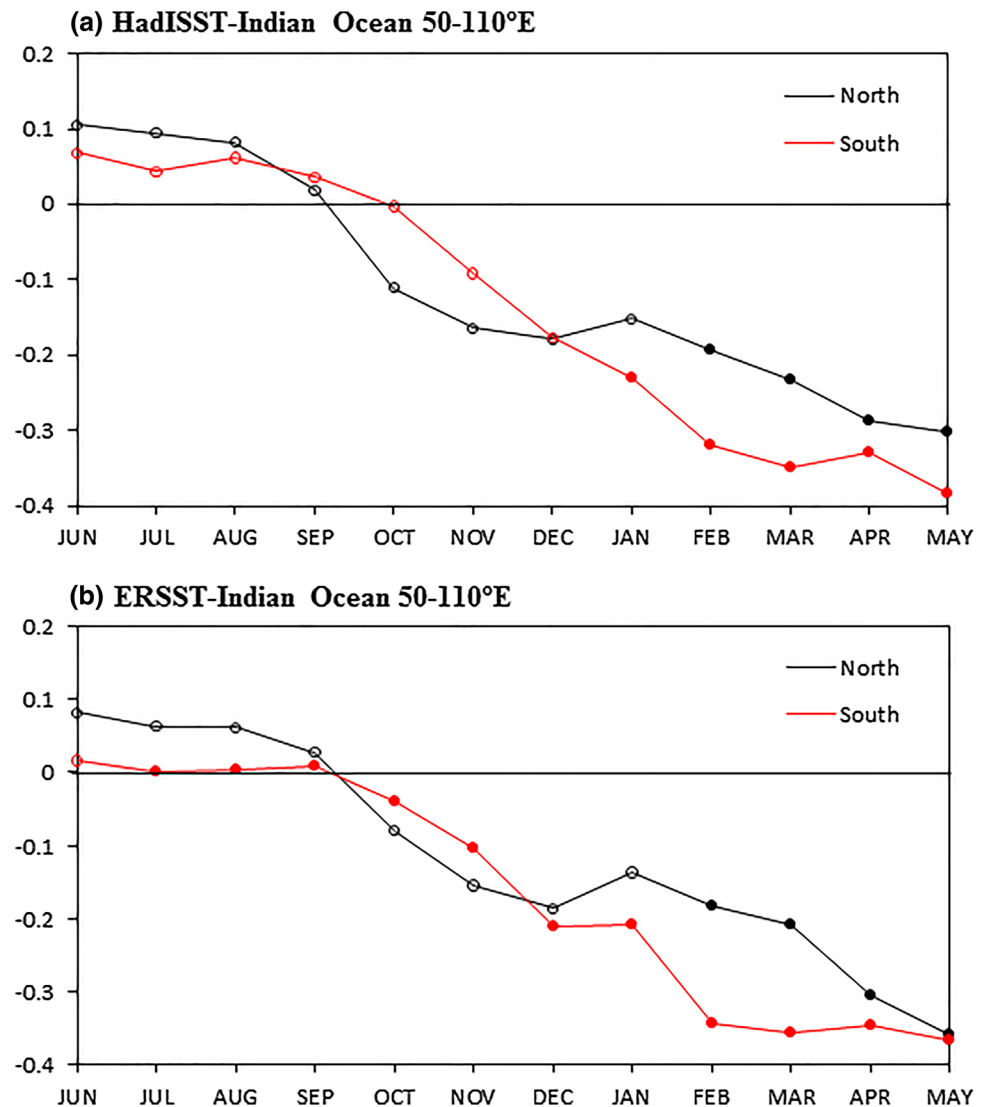 (a) HadISST-Indian Ocean 50-110°E
0.2
0.1
0
-0.1
-0.2
-0.3
-0.4
North
South
JUN JUL AUG SEP OCT NOV DEC JAN FEB MAR APR MAY
(b) ERSST-Indian Ocean 50-110°E
0.2
0.1
0
-0.1
-0.2
-0.3
-0.4
North
South
JUN JUL AUG SEP OCT NOV DEC JAN FEB MAR APR MAY